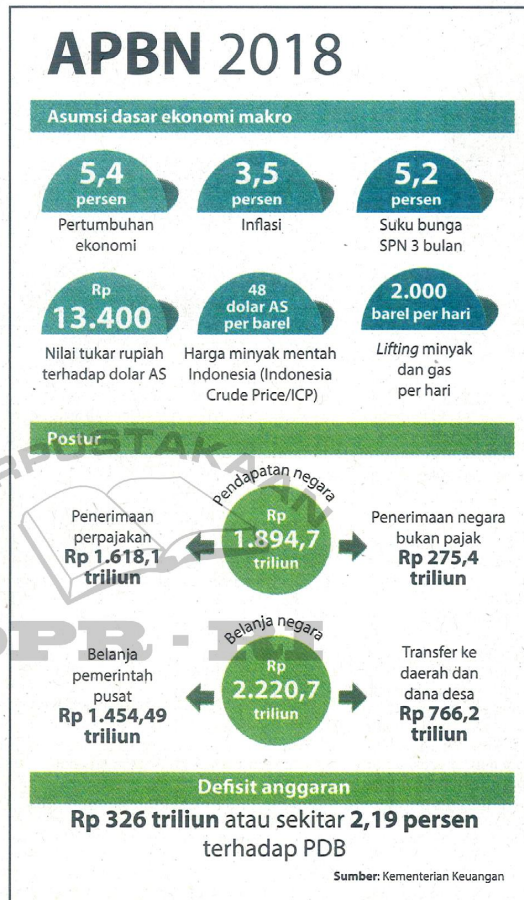 APBN 2018
Asumsi dasar ekonomi makro
5,4
persen
Pertumbuhan
ekonomi
3,5
persen
Inflasi
5,2
persen
Suku bunga
SPN 3 bulan
Rp
13.400
Nilai tukar rupiah
terhadap dolar AS
48
dolar AS
per barel
Harga minyak mentah
Indonesia (Indonesia
Crude Price/ICP)
2.000
barel per hari
Lifting minyak
dan gas
per hari
Postur
Pendapatan negara
Rp
1.894,7
triliun
Penerimaan
perpajakan
Rp 1.618,1
triliun
Penerimaan negara
bukan pajak
Rp 275,4
triliun
Belanja negara
Rp
2.220,7
triliun
Belanja
pemerintah
pusat
Rp 1.454,49
triliun
Transfer ke
daerah dan
dana desa
Rp 766,2
triliun
Defisit anggaran
Rp 326 triliun atau sekitar 2,19 persen
terhadap PDB
Sumber: Kementerian Keuangan
DPR - RI